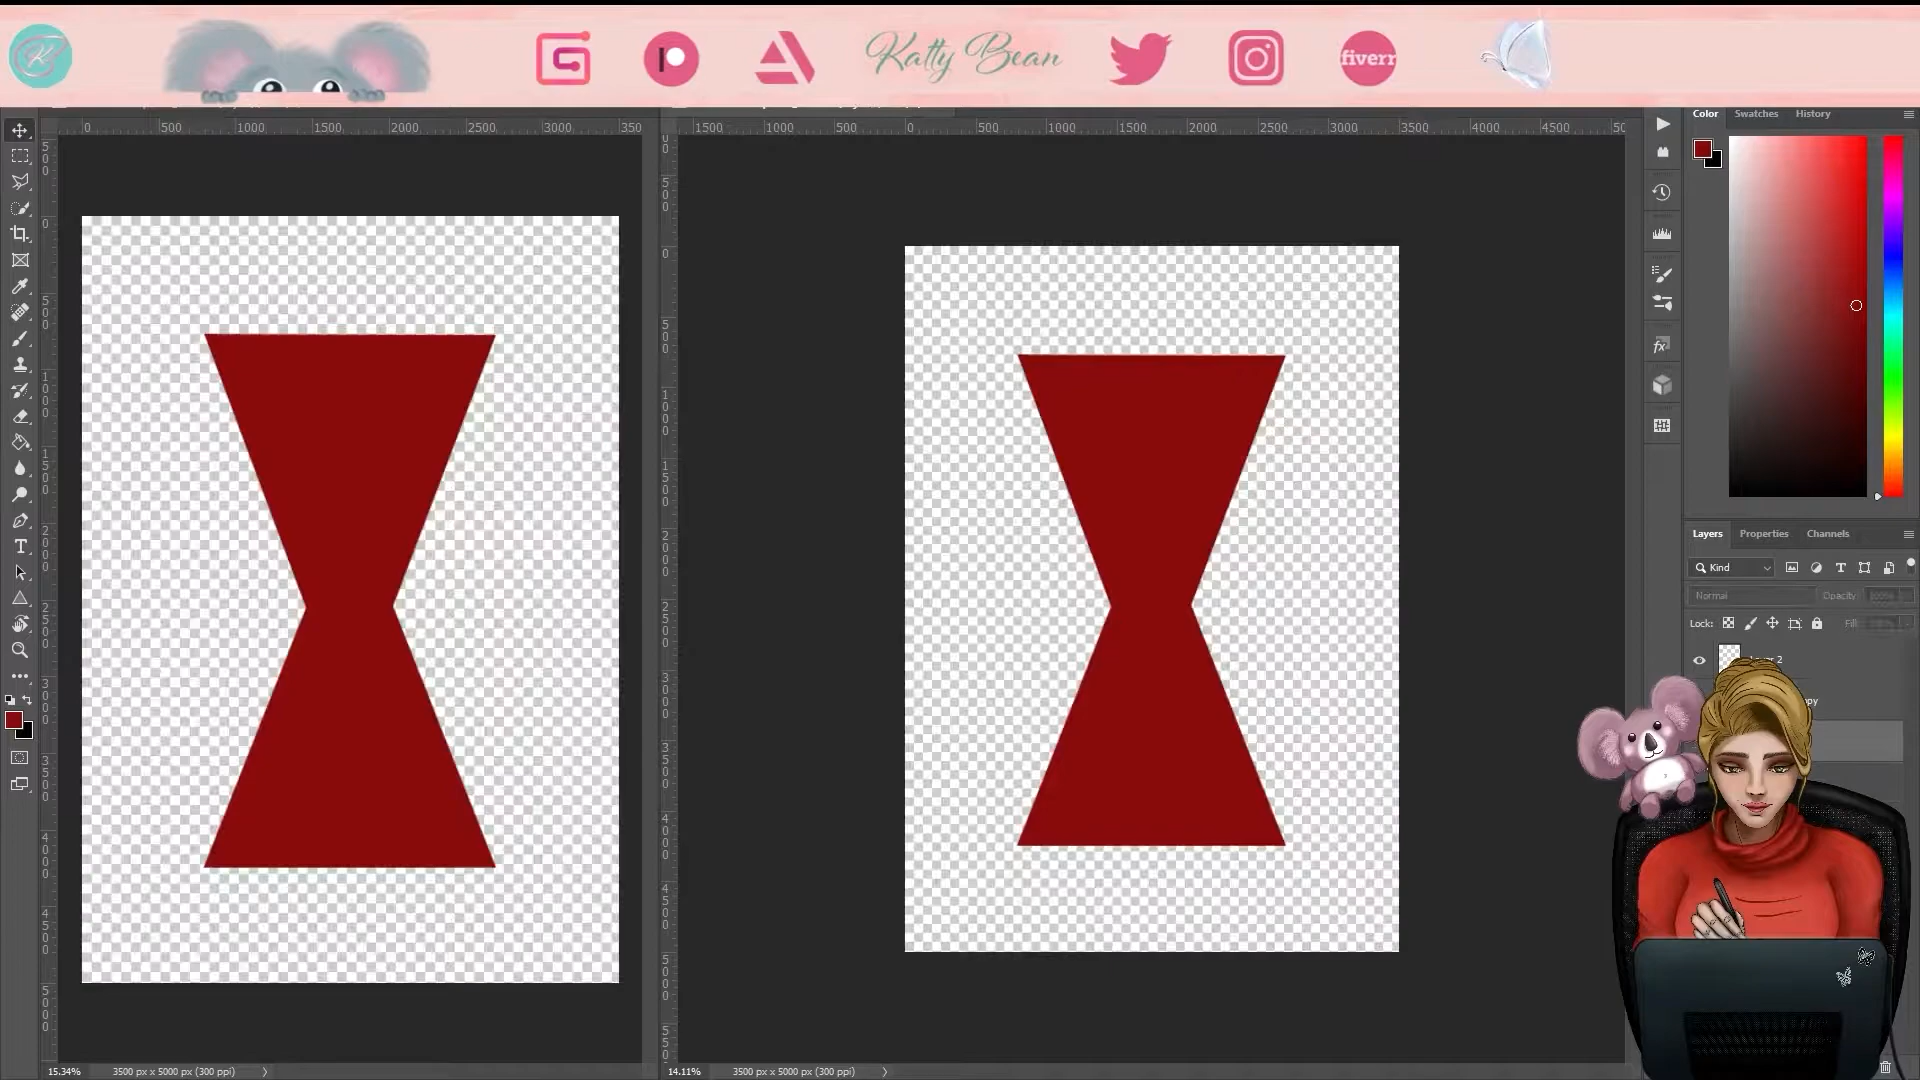 Katty Bean
fiverr
0 500 1000 1500 2000 2500 3000 350
1500 1000 500 0 500 1000 1500 2000 2500 3000 3500 4000 4500
Color Swatches History
Layers Properties Channels
Kind
Normal Opacity:
Lock: Fill:
2
py
15.34% 3500 px x 5000 px (300 ppi)
14.11% 3500 px x 5000 px (300 ppi)